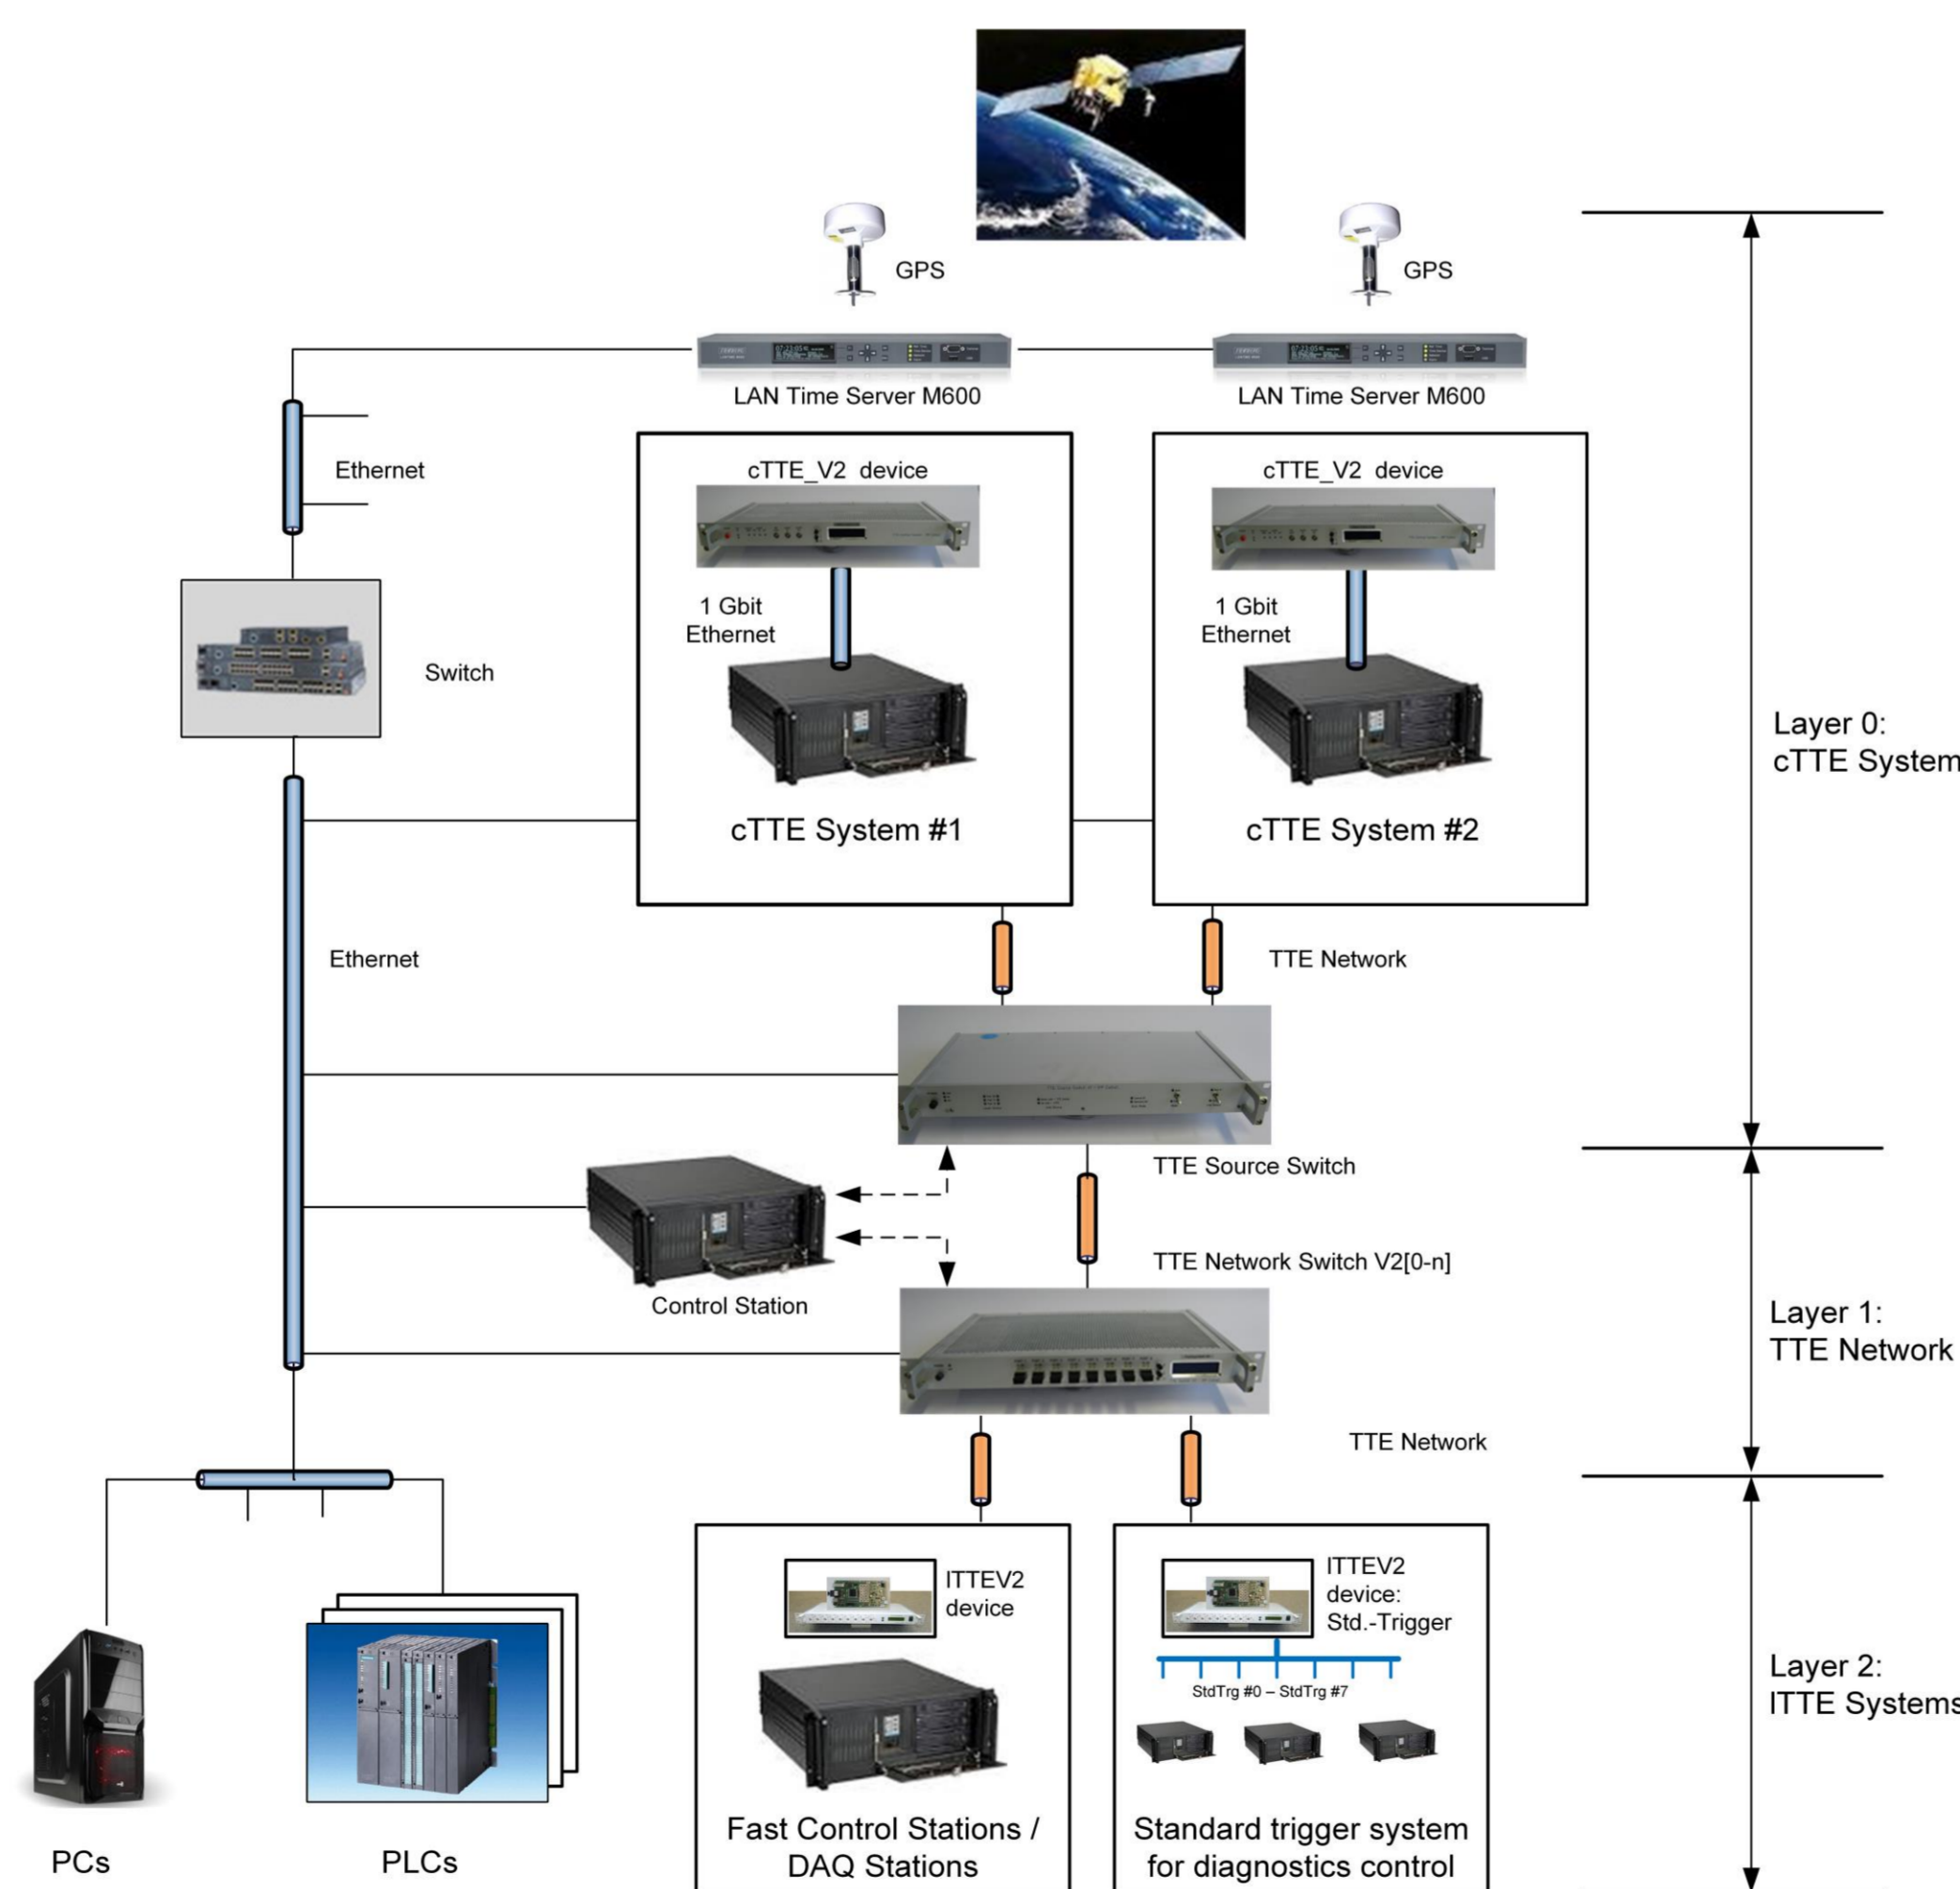 GPS
GPS
LAN Time Server M600
LAN Time Server M600
Ethernet
cTTE_V2 device
cTTE_V2 device
1 Gbit
Ethernet
1 Gbit
Ethernet
Switch
Layer 0:
cTTE System
cTTE System #1
cTTE System #2
Ethernet
TTE Network
TTE Source Switch
TTE Network Switch V2[0-n]
Control Station
Layer 1:
TTE Network
TTE Network
lTTEV2
device
lTTEV2
device:
Std.-Trigger
StdTrg #0 – StdTrg #7
Layer 2:
lTTE Systems
Fast Control Stations /
DAQ Stations
Standard trigger system
for diagnostics control
PCs
PLCs